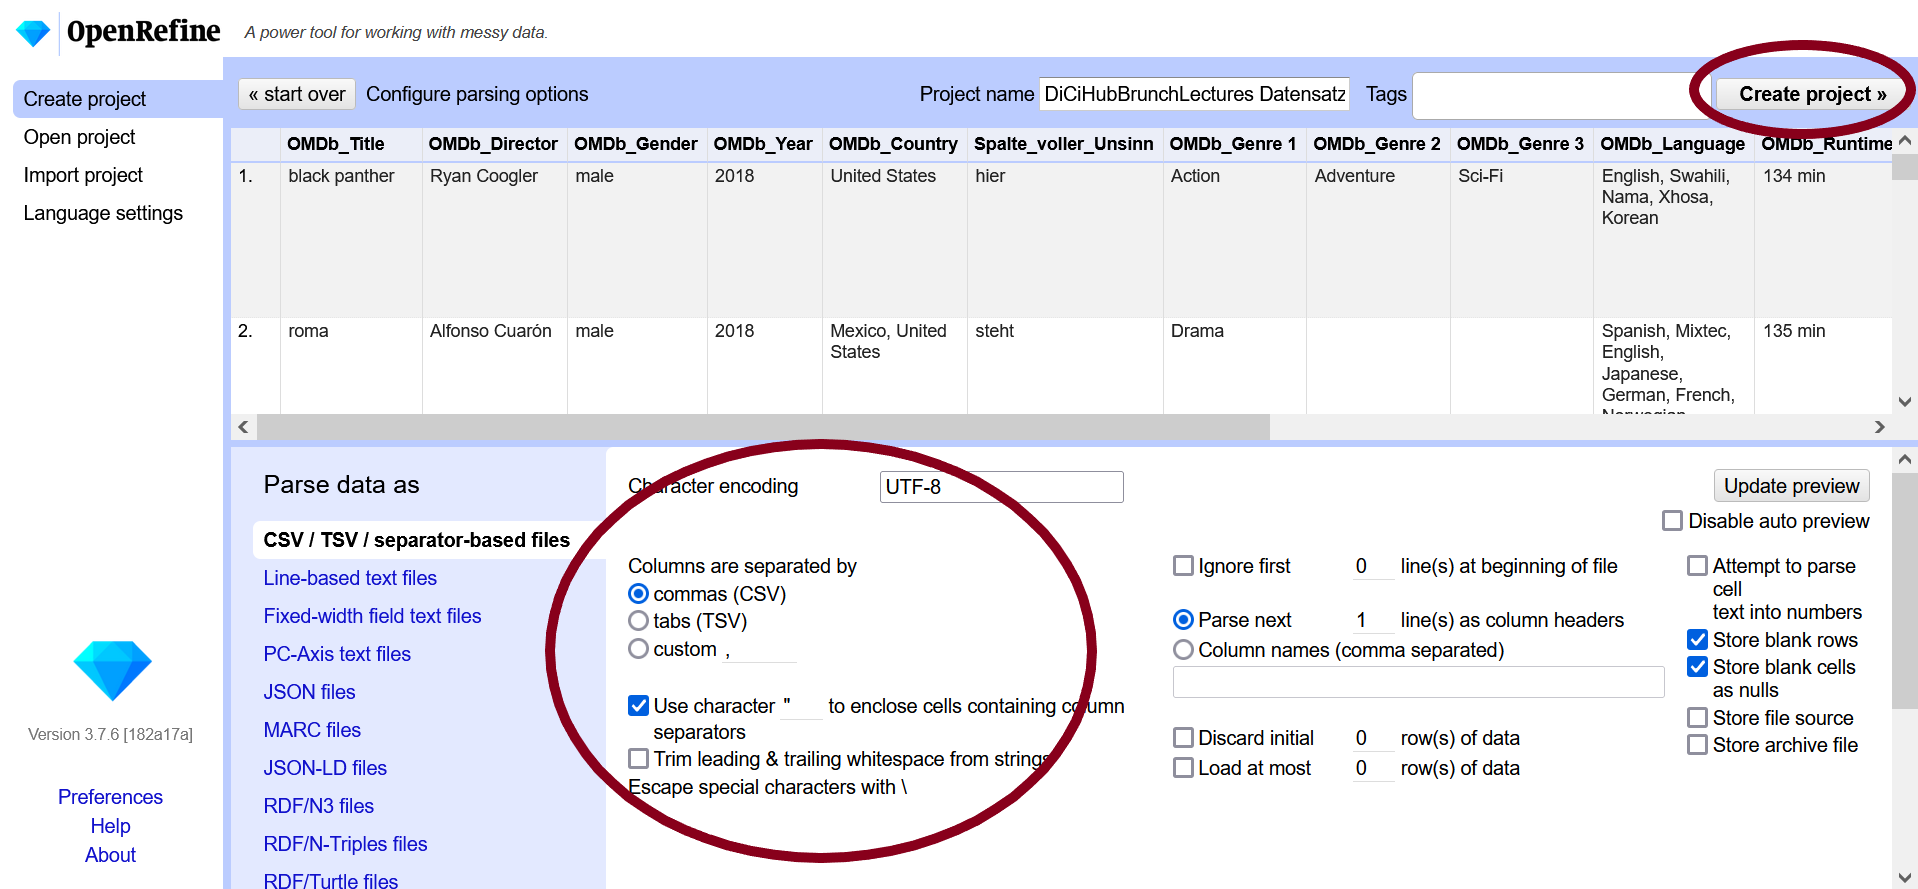 OpenRefine A power tool for working with messy data.
Create project
Open project
Import project
Language settings
« start over Configure parsing options Project name DiCiHubBrunchLectures Datensatz Tags Create project »
OMDb_Title OMDb_Director OMDb_Gender OMDb_Year OMDb_Country Spalte_voller_Unsinn OMDb_Genre 1 OMDb_Genre 2 OMDb_Genre 3 OMDb_Language OMDb_Runtime
1. black panther Ryan Coogler male 2018 United States hier Action Adventure Sci-Fi English, Swahili, 134 min
Nama, Xhosa,
Korean
2. roma Alfonso Cuarón male 2018 Mexico, United steht Drama Spanish, Mixtec, 135 min
States English,
Japanese,
German, French,
Norwegian
Parse data as
CSV / TSV / separator-based files
Line-based text files
Fixed-width field text files
PC-Axis text files
JSON files
MARC files
JSON-LD files
RDF/N3 files
RDF/N-Triples files
RDF/Turtle files
Character encoding UTF-8
Update preview
Disable auto preview
Columns are separated by
commas (CSV)
tabs (TSV)
custom ,
Use character " to enclose cells containing column
separators
Trim leading & trailing whitespace from strings
Escape special characters with \
Ignore first 0 line(s) at beginning of file
Parse next 1 line(s) as column headers
Column names (comma separated)
Discard initial 0 row(s) of data
Load at most 0 row(s) of data
Attempt to parse
cell
text into numbers
Store blank rows
Store blank cells
as nulls
Store file source
Store archive file
Version 3.7.6 [182a17a]
Preferences
Help
About